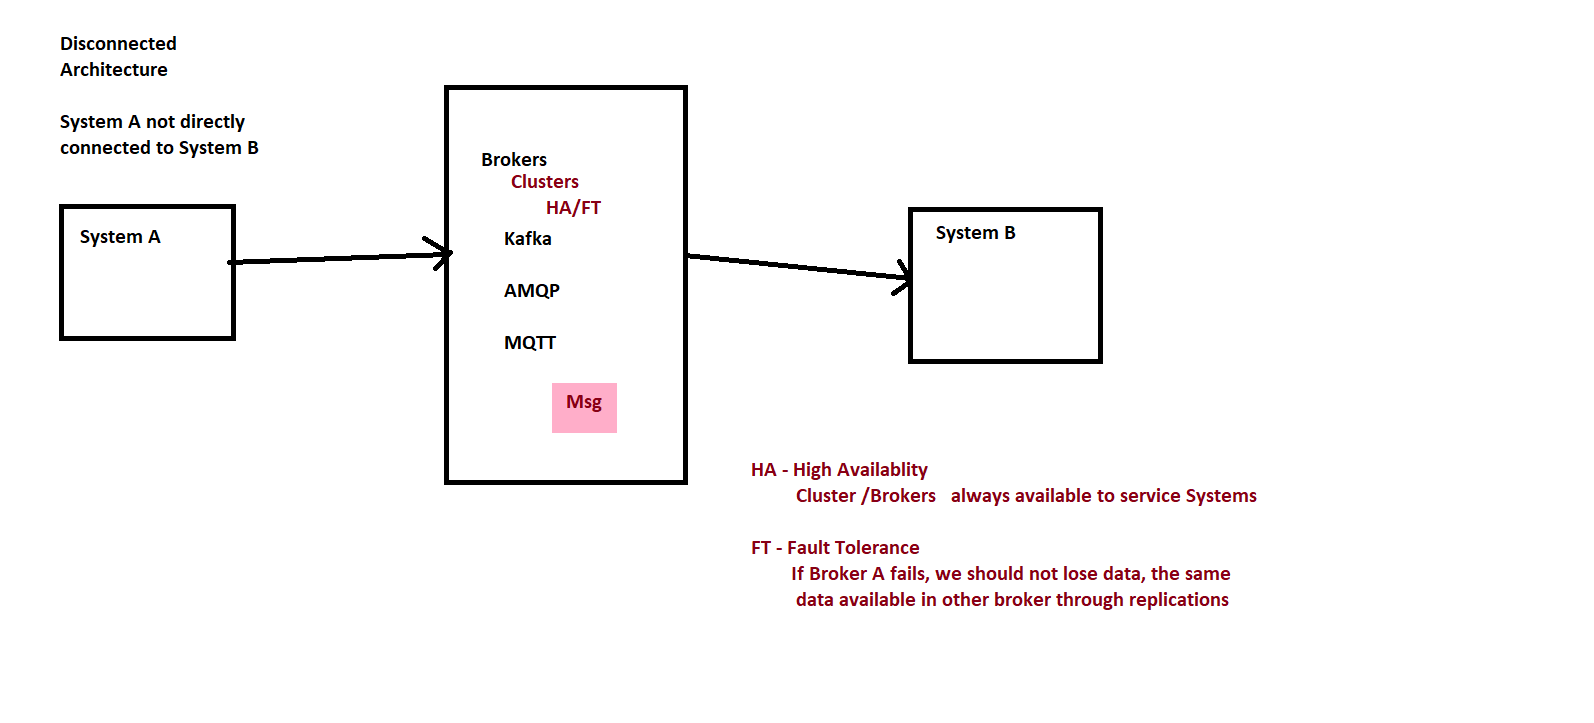 Disconnected
Architecture
System A not directly
connected to System B
System A
Brokers
Clusters
HA/FT
Kafka
AMQP
MQTT
Msg
System B
HA - High Availablity
Cluster /Brokers always available to service Systems
FT - Fault Tolerance
If Broker A fails, we should not lose data, the same
data available in other broker through replications